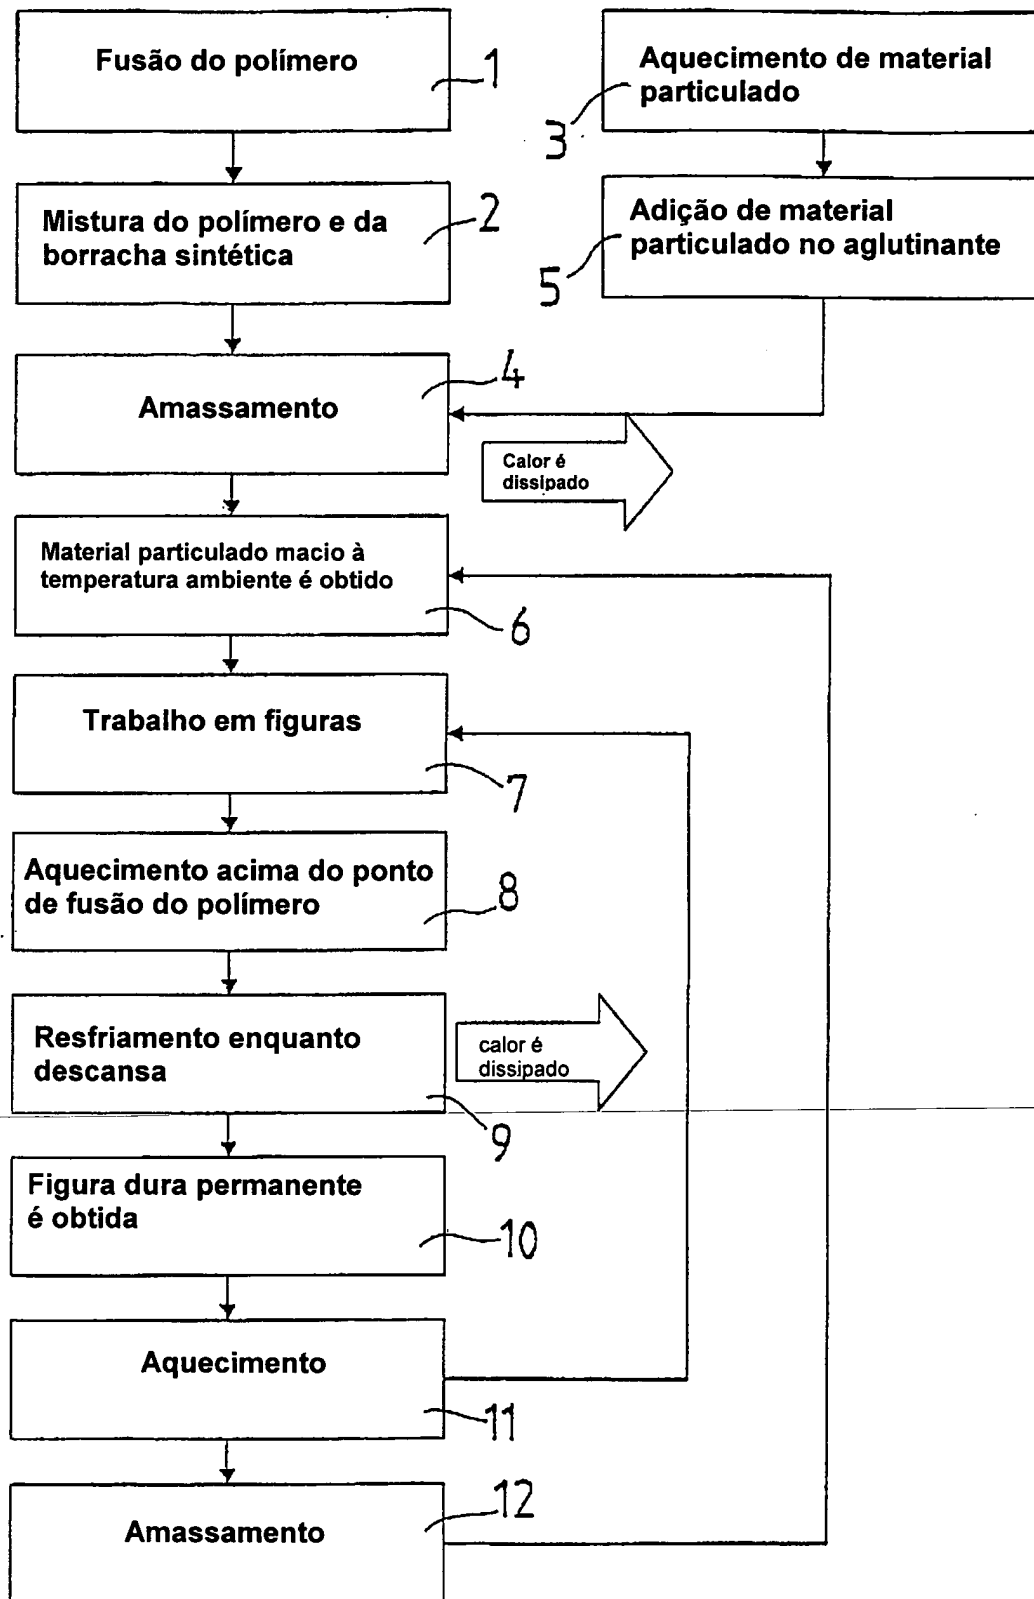 Fusão do polímero
1
Aquecimento de material
particulado
3
Mistura do polímero e da
borracha sintética
2
Adição de material
particulado no aglutinante
5
Amassamento
4
Calor é
dissipado
Material particulado macio à
temperatura ambiente é obtido
6
Trabalho em figuras
7
Aquecimento acima do ponto
de fusão do polímero
8
Resfriamento enquanto
descansa
9
calor é
dissipado
Figura dura permanente
é obtida
10
Aquecimento
11
Amassamento
12